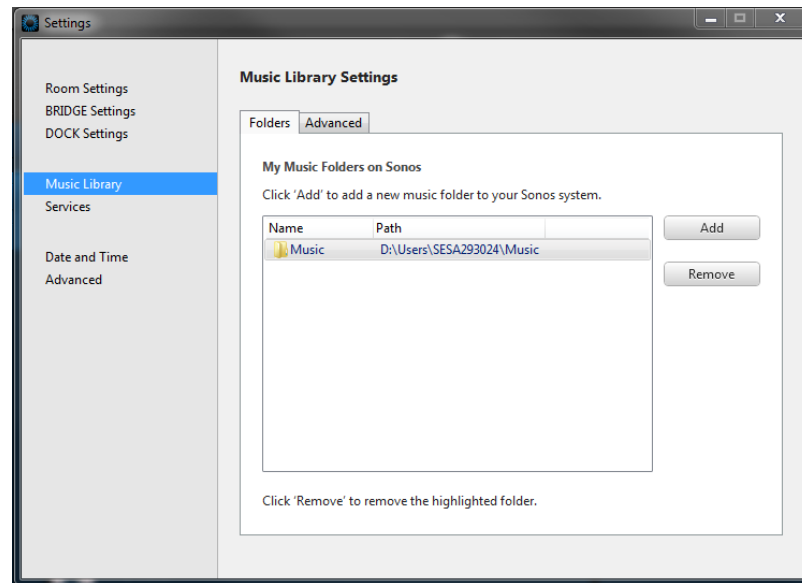 Settings
Room Settings
BRIDGE Settings
DOCK Settings
Music Library
Services
Date and Time
Advanced
Music Library Settings
Folders Advanced
My Music Folders on Sonos
Click 'Add' to add a new music folder to your Sonos system.
Name Path
Music D:\Users\SESA293024\Music
Add
Remove
Click 'Remove' to remove the highlighted folder.